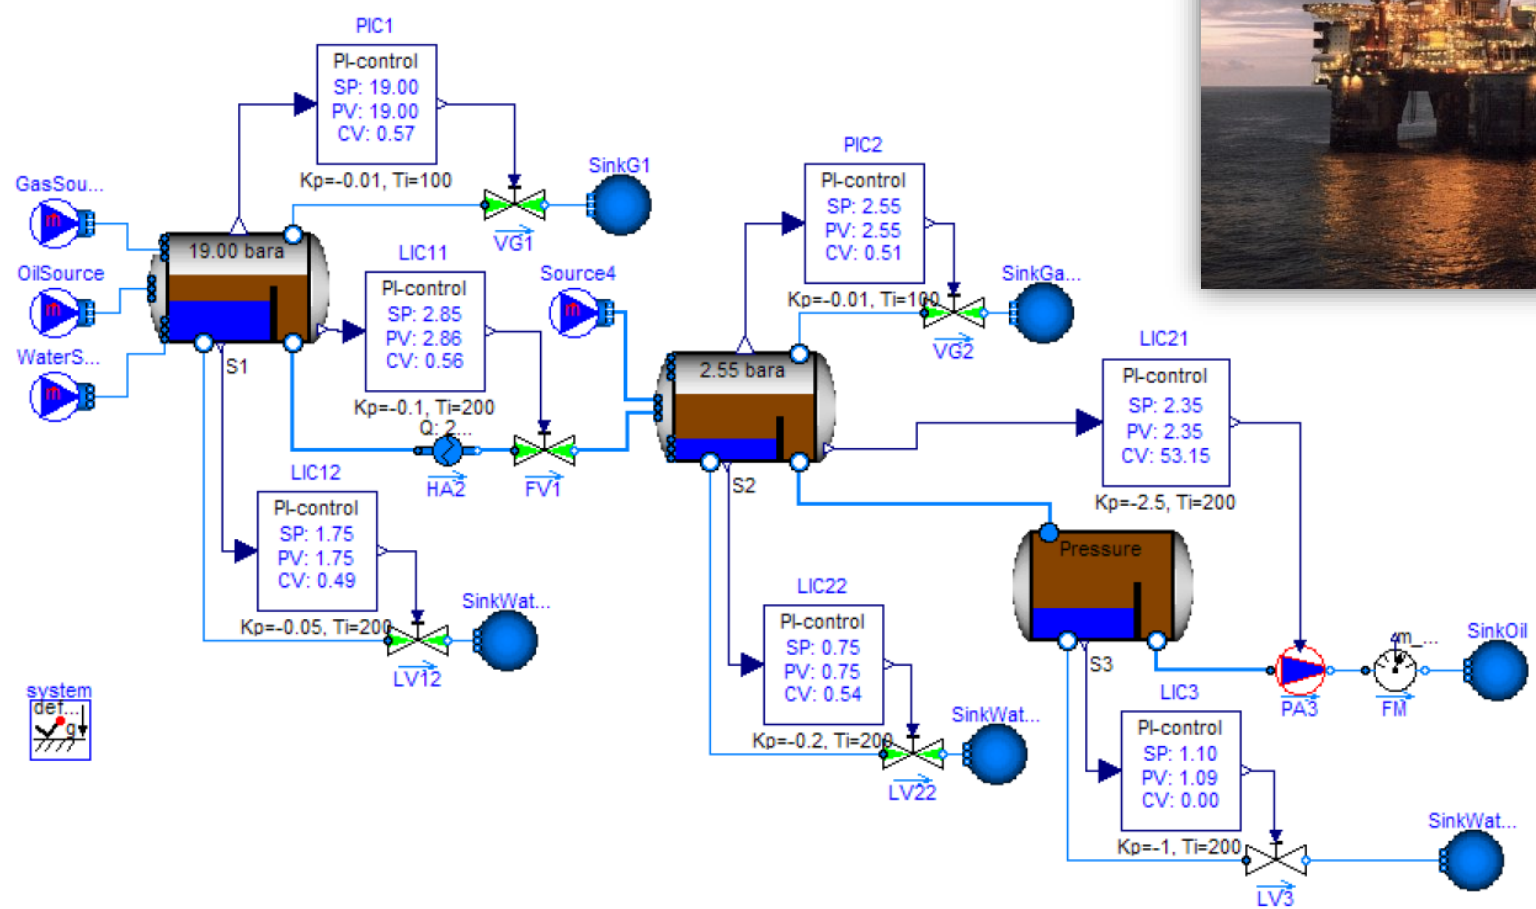 PIC1
PI-control
SP: 19.00
PV: 19.00
CV: 0.57
Kp=-0.01, Ti=100
GasSou...
SinkG1
VG1
19.00 bara
OilSource
WaterS...
S1
LIC11
PI-control
SP: 2.85
PV: 2.86
CV: 0.56
Kp=-0.1, Ti=200
Q: 2...
HA2
FV1
Source4
LIC12
PI-control
SP: 1.75
PV: 1.75
CV: 0.49
Kp=-0.05, Ti=200
SinkWat...
LV12
PIC2
PI-control
SP: 2.55
PV: 2.55
CV: 0.51
Kp=-0.01, Ti=100
SinkGa...
VG2
2.55 bara
S2
LIC21
PI-control
SP: 2.35
PV: 2.35
CV: 53.15
Kp=-2.5, Ti=200
LIC22
PI-control
SP: 0.75
PV: 0.75
CV: 0.54
Kp=-0.2, Ti=200
SinkWat...
LV22
Pressure
S3
PA3
m_...
FM
SinkOil
LIC3
PI-control
SP: 1.10
PV: 1.09
CV: 0.00
Kp=-1, Ti=200
SinkWat...
LV3
system
def...
g